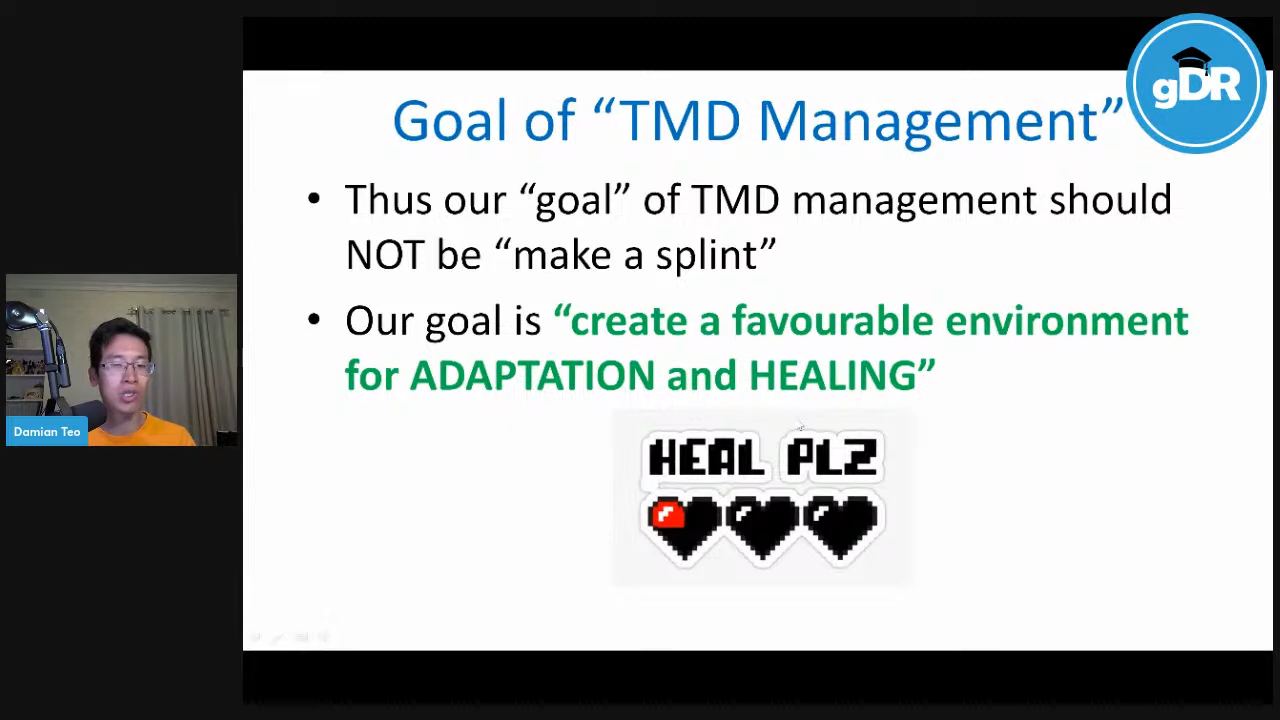 gDR
Goal of “TMD Management”
• Thus our “goal” of TMD management should
NOT be “make a splint”
• Our goal is “create a favourable environment
for ADAPTATION and HEALING”
HEAL PLZ
Damian Teo